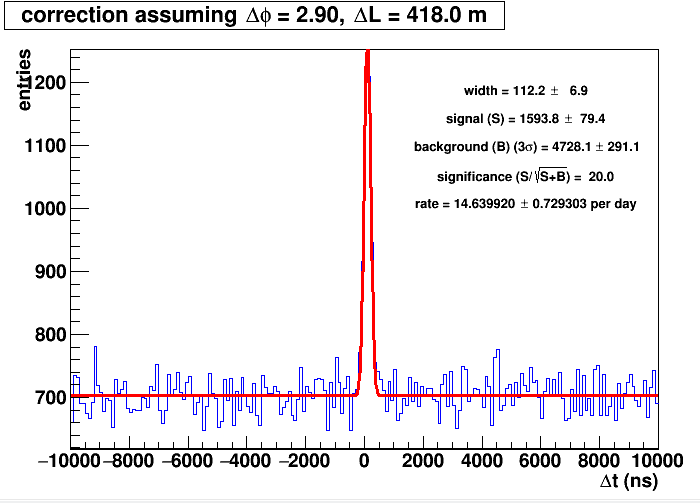 correction assuming Δϕ = 2.90, ΔL = 418.0 m
entries
width = 112.2 ± 6.9
signal (S) = 1593.8 ± 79.4
background (B) (3σ) = 4728.1 ± 291.1
significance (S/√S+B) = 20.0
rate = 14.639920 ± 0.729303 per day
1200
1100
1000
900
800
700
−10000 −8000 −6000 −4000 −2000 0 2000 4000 6000 8000 10000
Δt (ns)